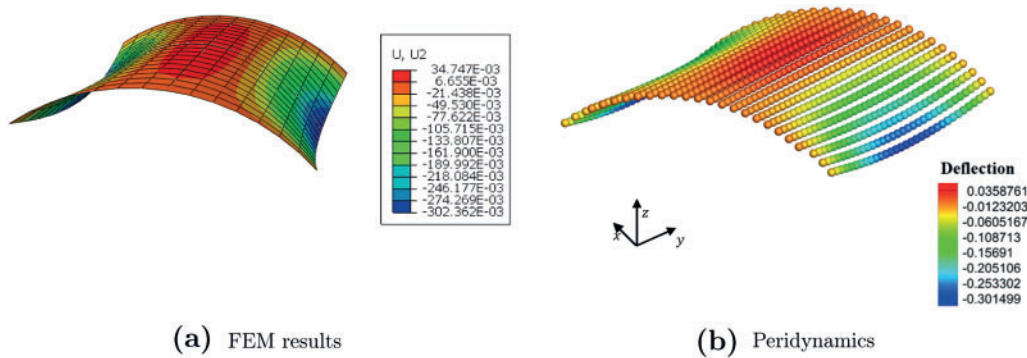 U, U2
34.747E-03
6.655E-03
-21.438E-03
-49.530E-03
-77.622E-03
-105.715E-03
-133.807E-03
-161.900E-03
-189.992E-03
-218.084E-03
-246.177E-03
-274.269E-03
-302.362E-03
Deflection
0.0358761
-0.0123203
-0.0605167
-0.108713
-0.15691
-0.205106
-0.253302
-0.301499
z
x
y
(a) FEM results
(b) Peridynamics